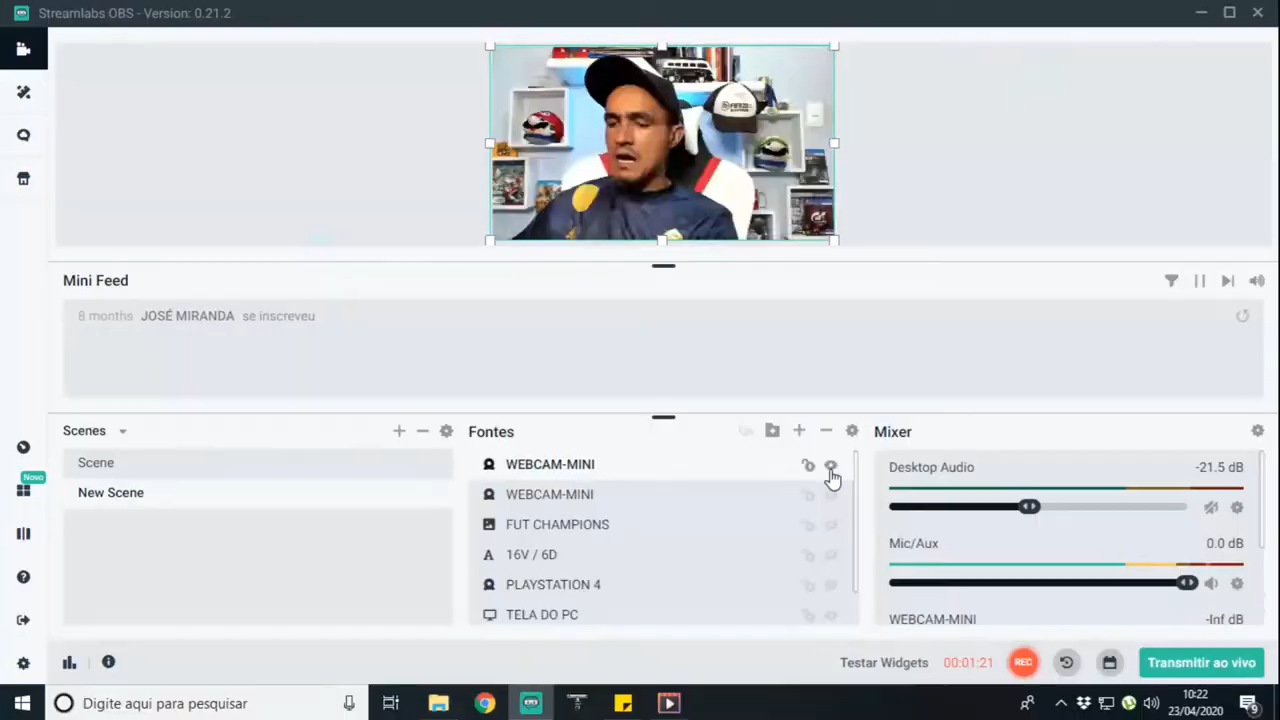 Streamlabs OBS - Version: 0.21.2
Mini Feed
8 months JOSÉ MIRANDA se inscreveu
Scenes
Scene
New Scene
Novo
Fontes
WEBCAM-MINI
WEBCAM-MINI
FUT CHAMPIONS
16V / 6D
PLAYSTATION 4
TELA DO PC
Mixer
Desktop Audio -21.5 dB
Mic/Aux 0.0 dB
WEBCAM-MINI -Inf dB
Testar Widgets 00:01:21 REC Transmitir ao vivo
Digite aqui para pesquisar
10:22
23/04/2020
9